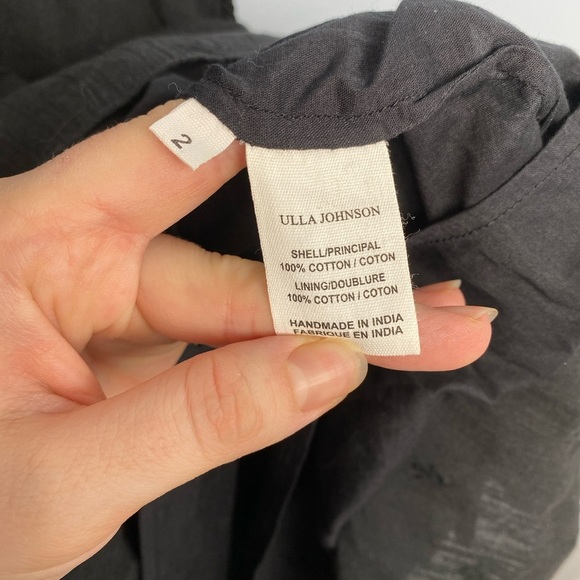 2
ULLA JOHNSON
SHELL/PRINCIPAL
100% COTTON / COTON
LINING/DOUBLURE
100% COTTON / COTON
HANDMADE IN INDIA
FABRIQUE EN INDIA